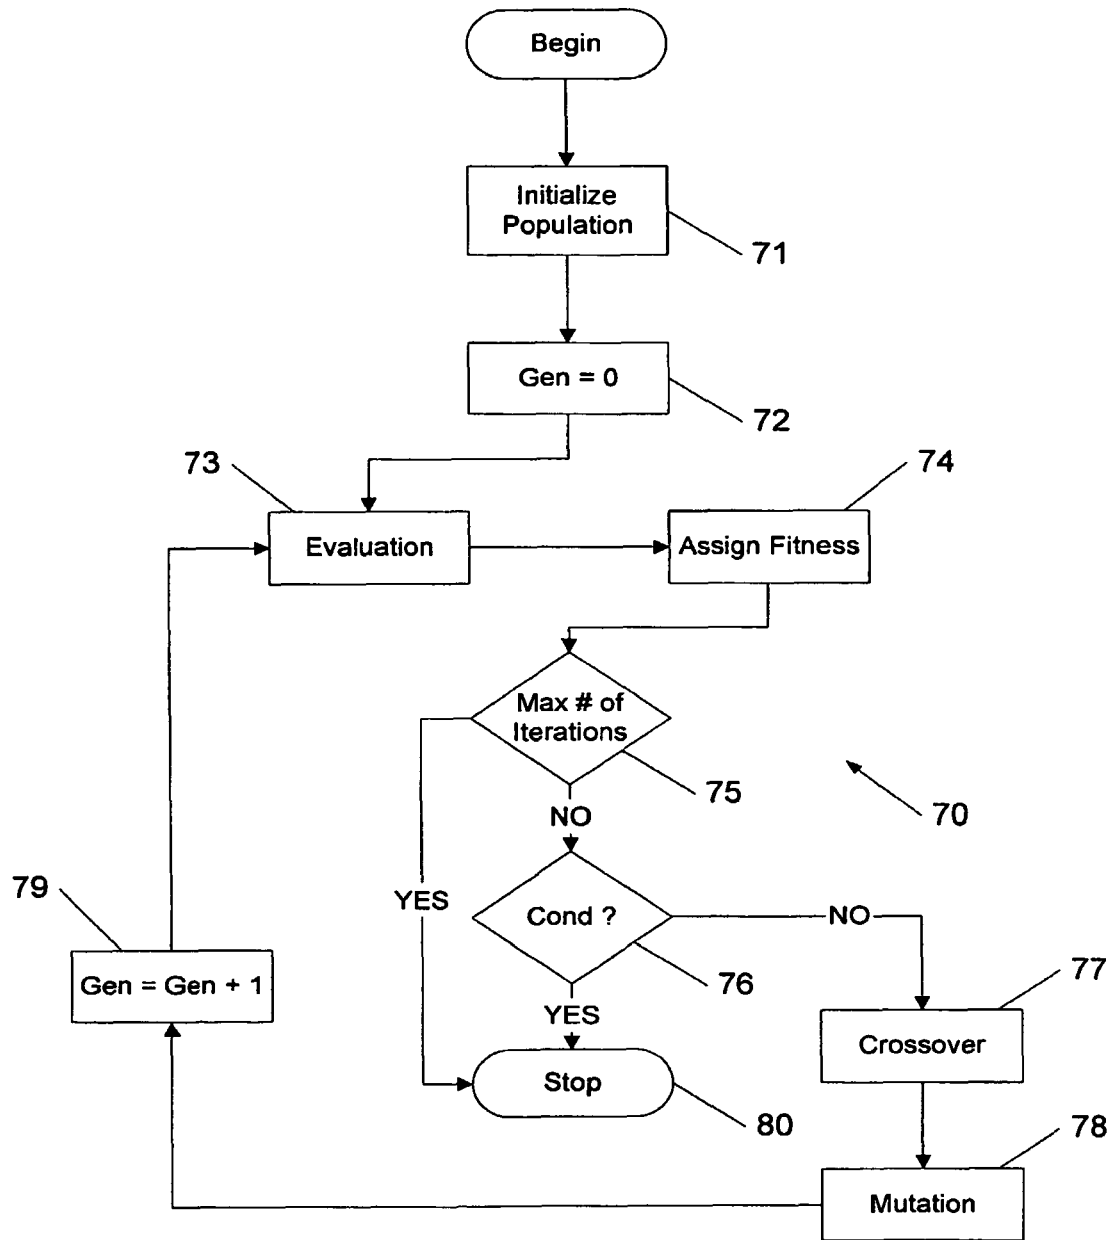 Begin
Initialize
Population
71
Gen = 0
72
73
74
Evaluation
Assign Fitness
Max # of
Iterations
75
70
NO
79
YES
Cond ?
NO
76
77
Gen = Gen + 1
YES
Crossover
Stop
80
78
Mutation